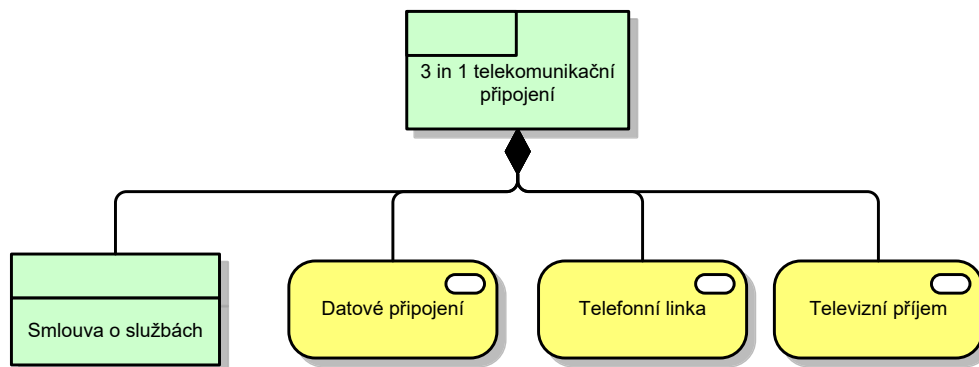 3 in 1 telekomunikační
připojení
Smlouva o službách
Datové připojení
Telefonní linka
Televizní příjem